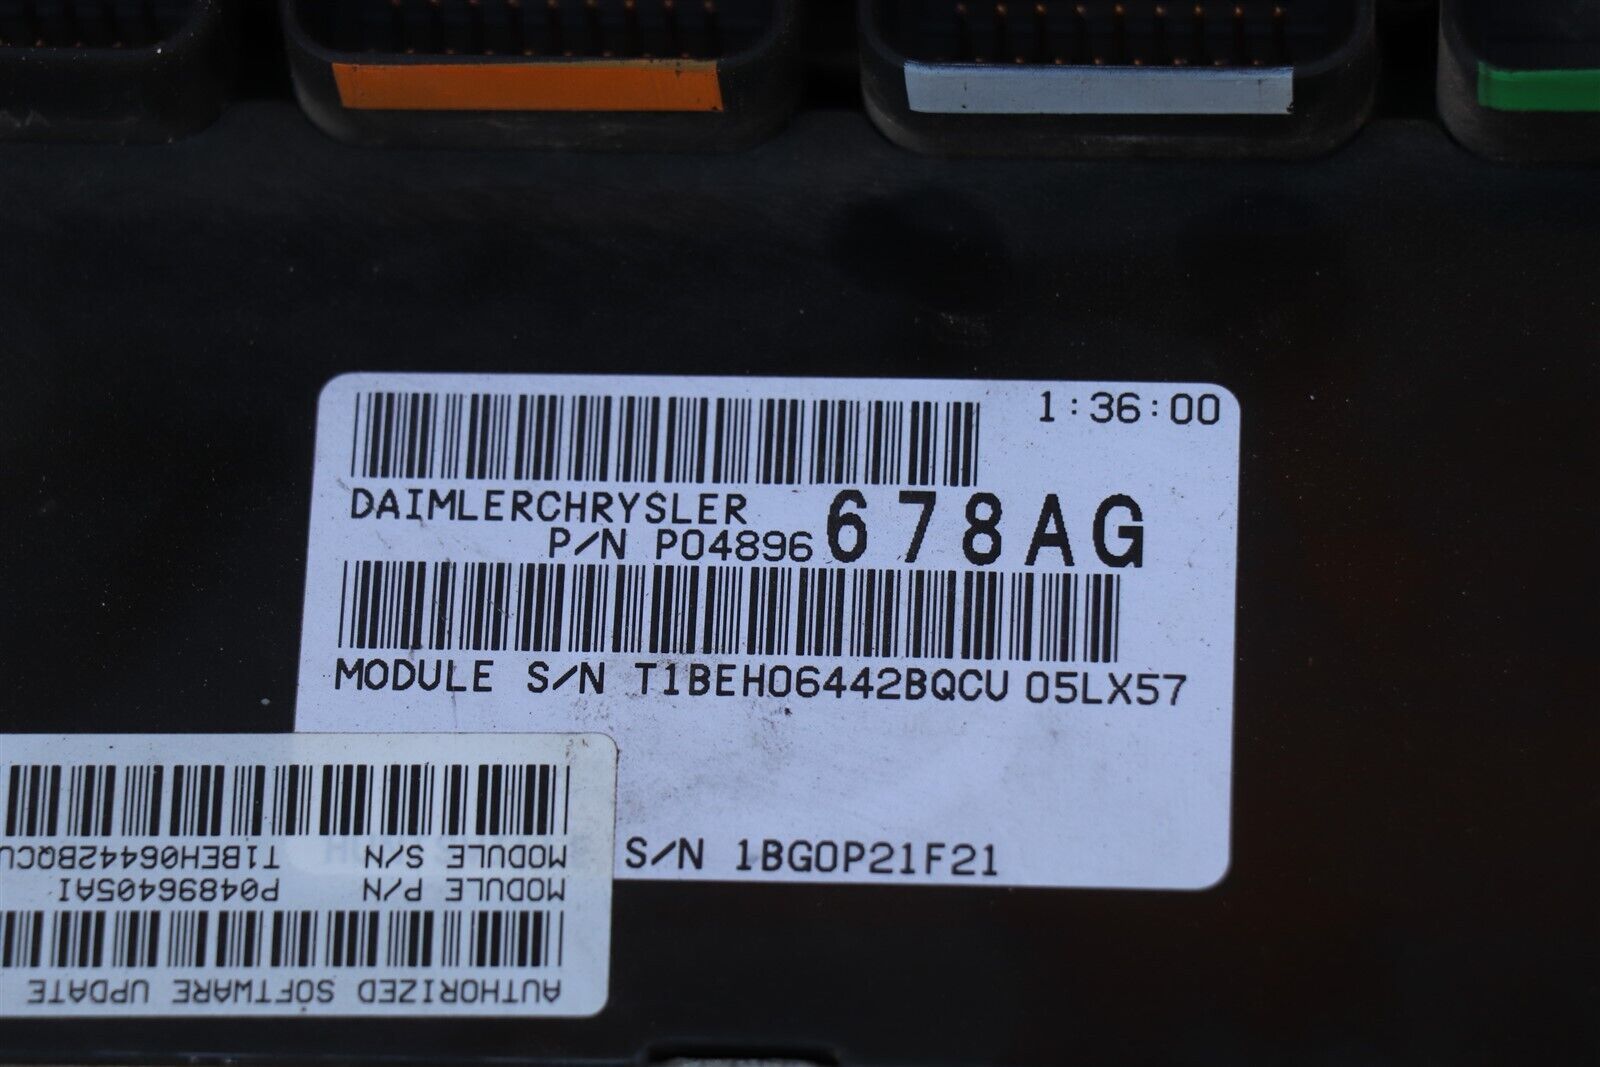 1:36:00
DAIMLERCHRYSLER
P/N P04896 678AG
MODULE S/N T1BEH06442BQCU 05LX57
S/N 1BG0P21F21
AUTHORIZED SOFTWARE UPDATE
MODULE P/N P04896405AI
MODULE S/N T1BEH06442BQCU